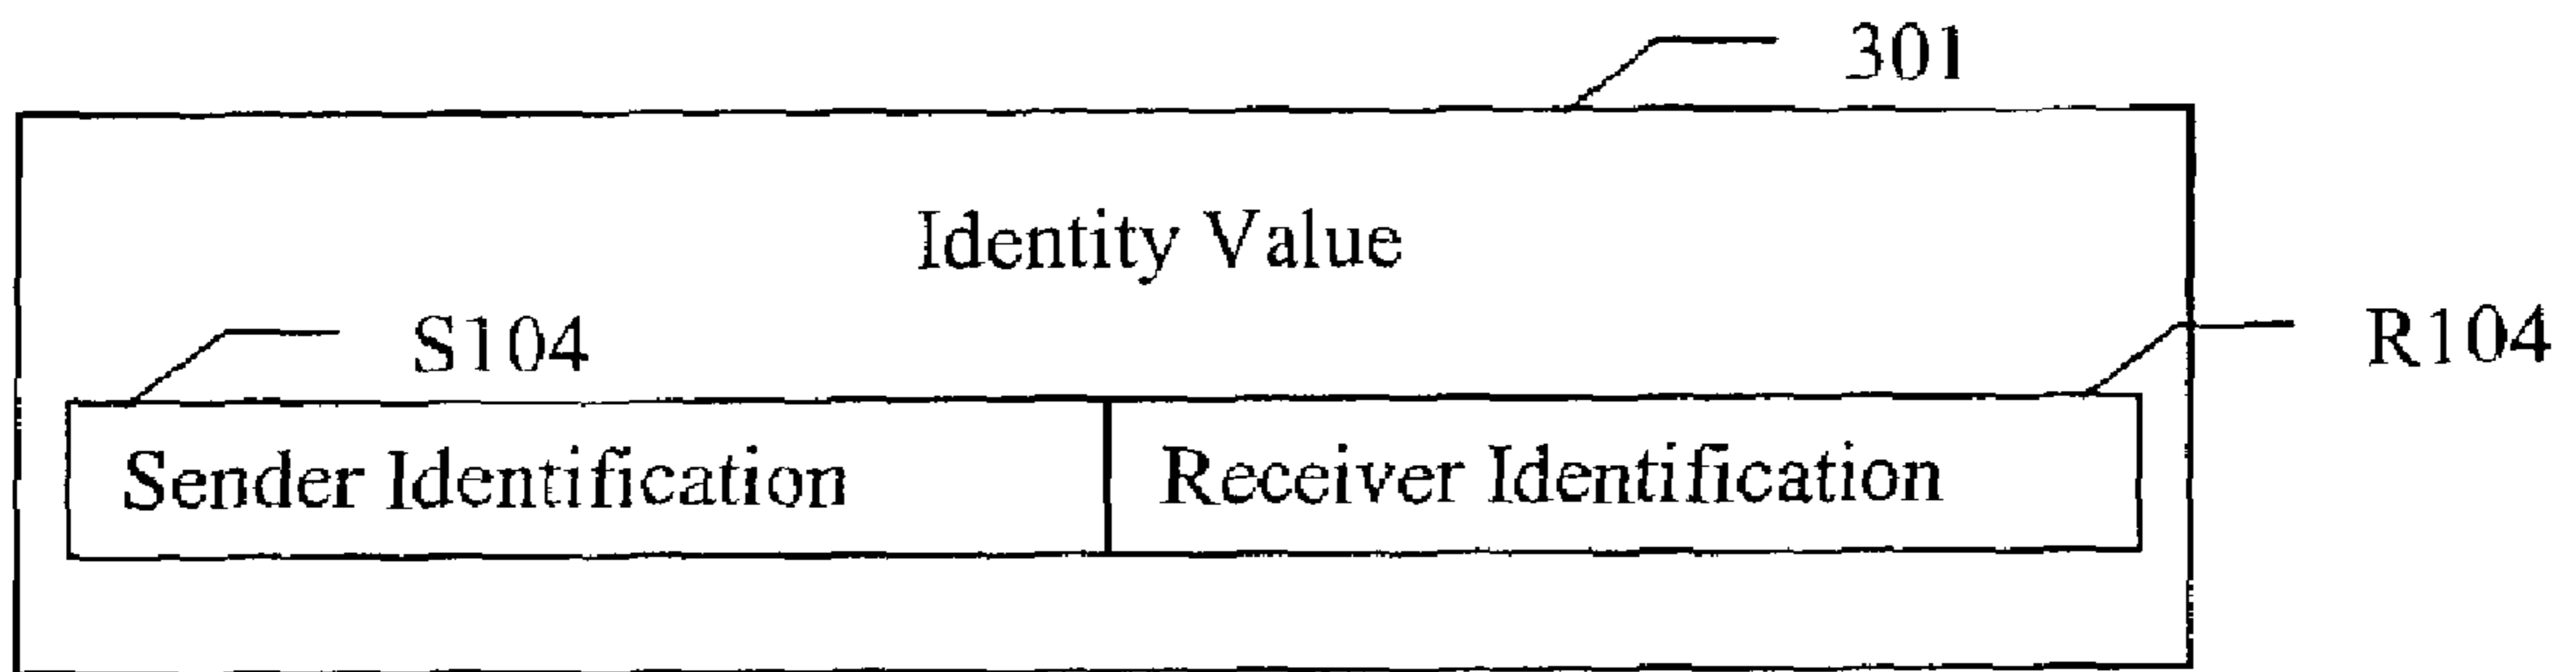 301
Identity Value
S104
R104
Sender Identification
Receiver Identification